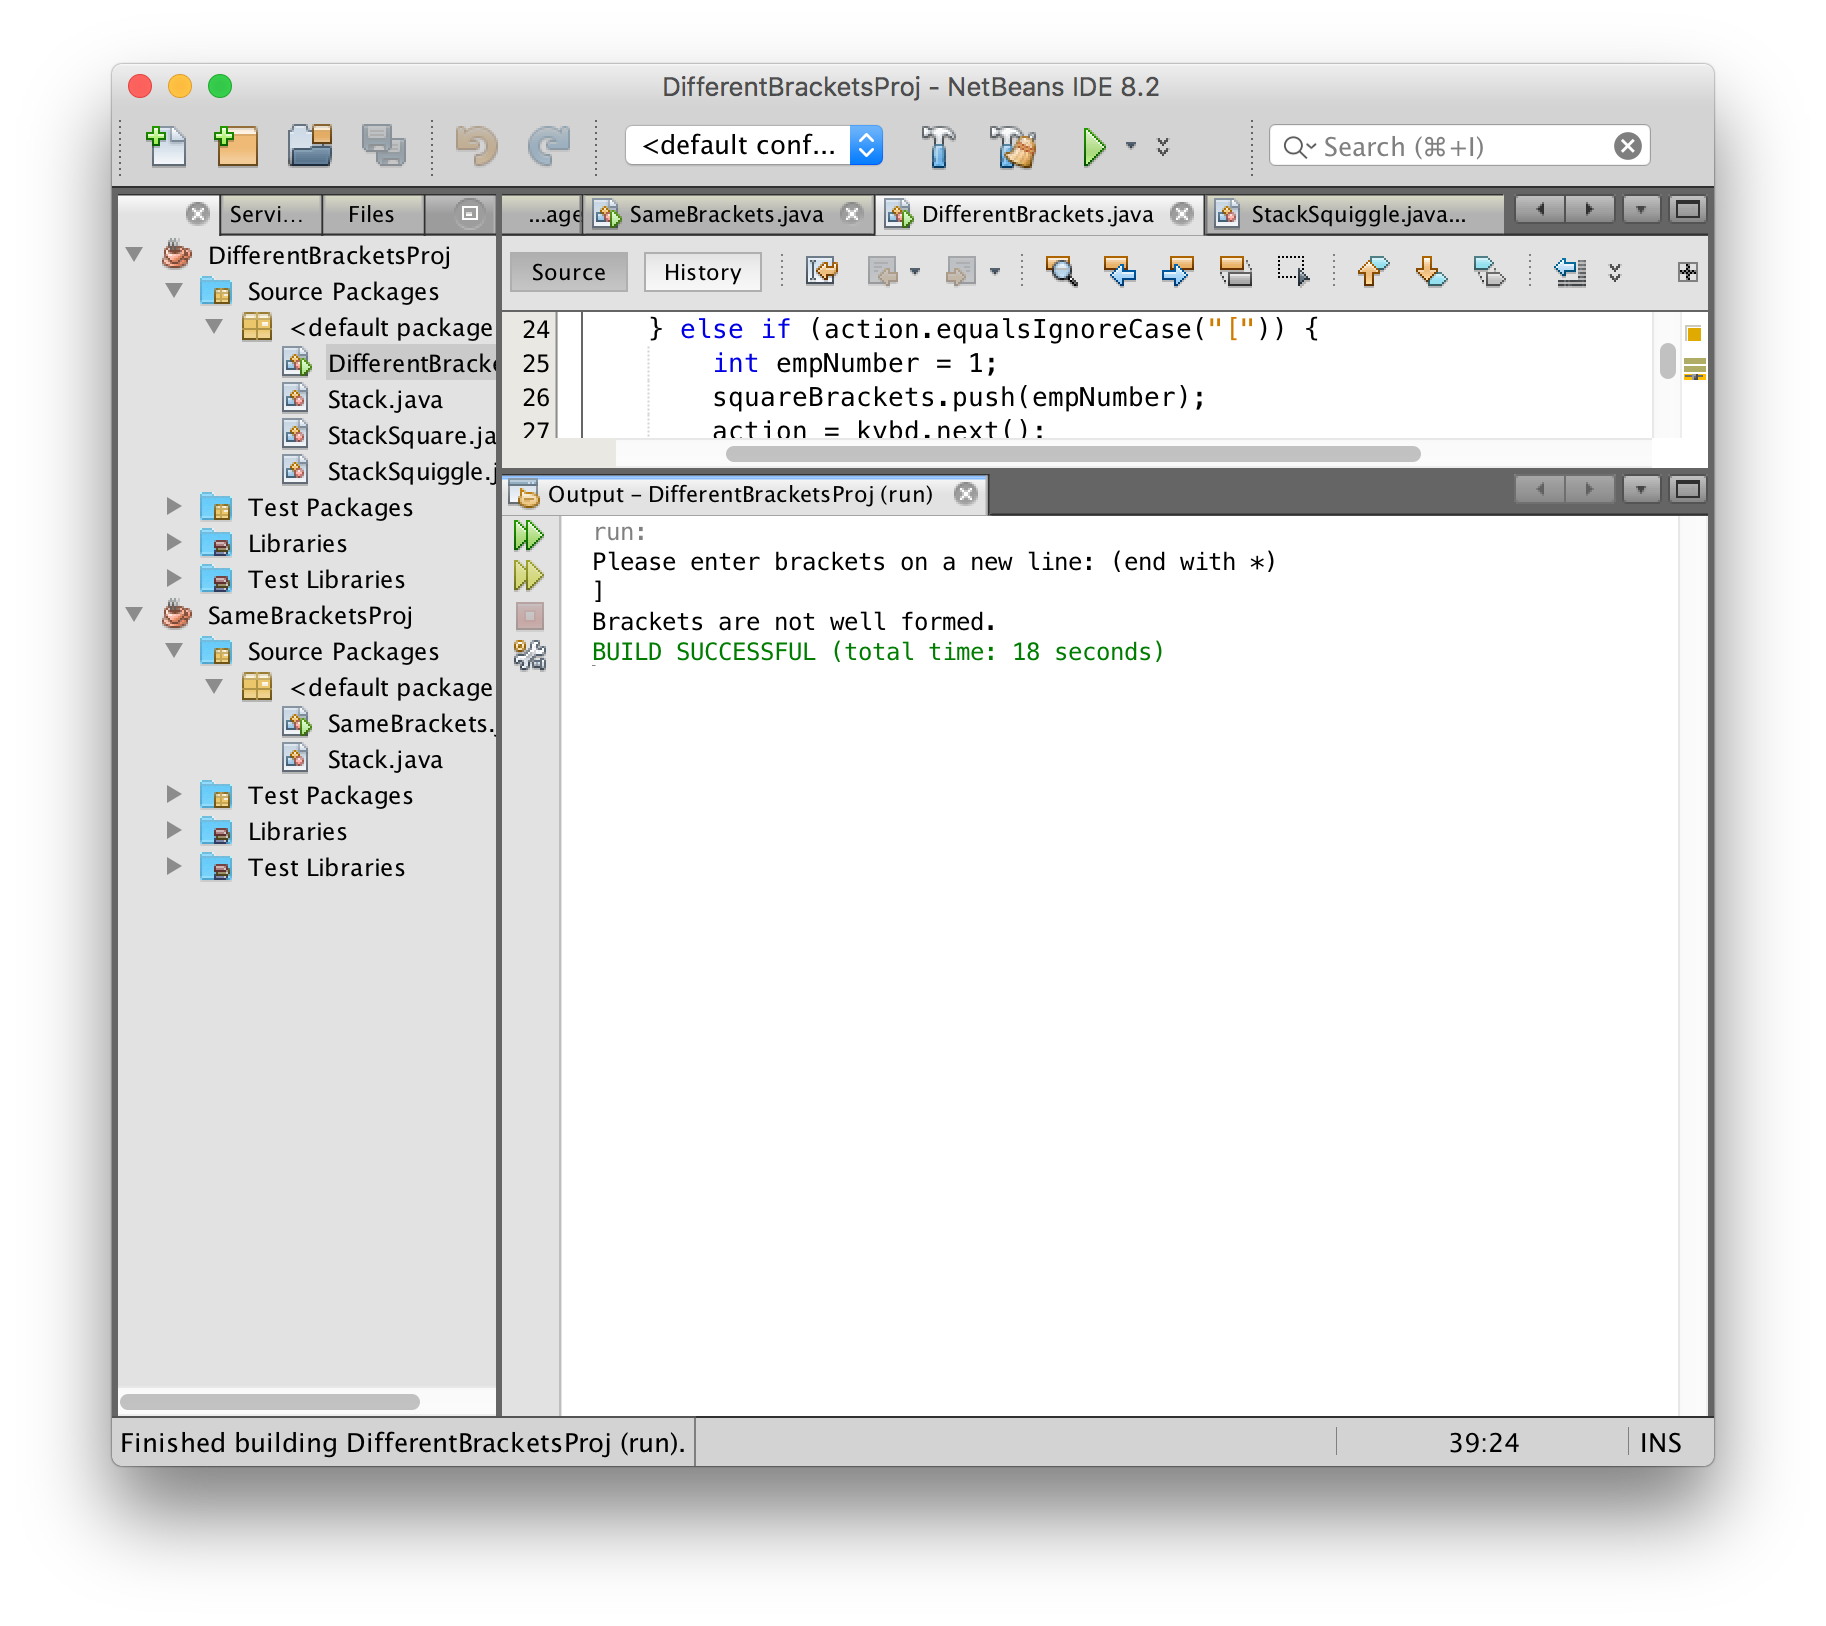 DifferentBracketsProj - NetBeans IDE 8.2
<default conf...
Search (⌘+I)
Servi...
Files
...age
SameBrackets.java
DifferentBrackets.java
StackSquiggle.java...
Source
History
DifferentBracketsProj
Source Packages
<default package
DifferentBracke
Stack.java
StackSquare.ja
StackSquiggle.j
Test Packages
Libraries
Test Libraries
SameBracketsProj
Source Packages
<default package
SameBrackets.j
Stack.java
Test Packages
Libraries
Test Libraries
24 } else if (action.equalsIgnoreCase("[")) {
25 int empNumber = 1;
26 squareBrackets.push(empNumber);
27 action = kybd.next();
Output – DifferentBracketsProj (run)
run:
Please enter brackets on a new line: (end with *)
]
Brackets are not well formed.
BUILD SUCCESSFUL (total time: 18 seconds)
Finished building DifferentBracketsProj (run).
39:24
INS